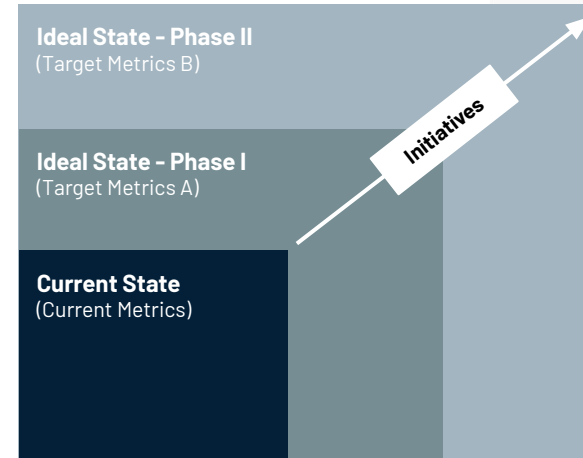 Ideal State - Phase II
(Target Metrics B)
Initiatives
Ideal State - Phase I
(Target Metrics A)
Current State
(Current Metrics)